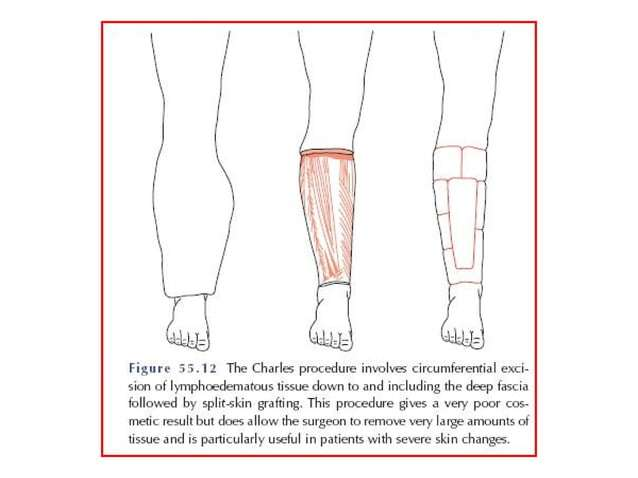 Figure 55.12 The Charles procedure involves circumferential exci-
sion of lymphoedematous tissue down to and including the deep fascia
followed by split-skin grafting. This procedure gives a very poor cos-
metic result but does allow the surgeon to remove very large amounts of
tissue and is particularly useful in patients with severe skin changes.